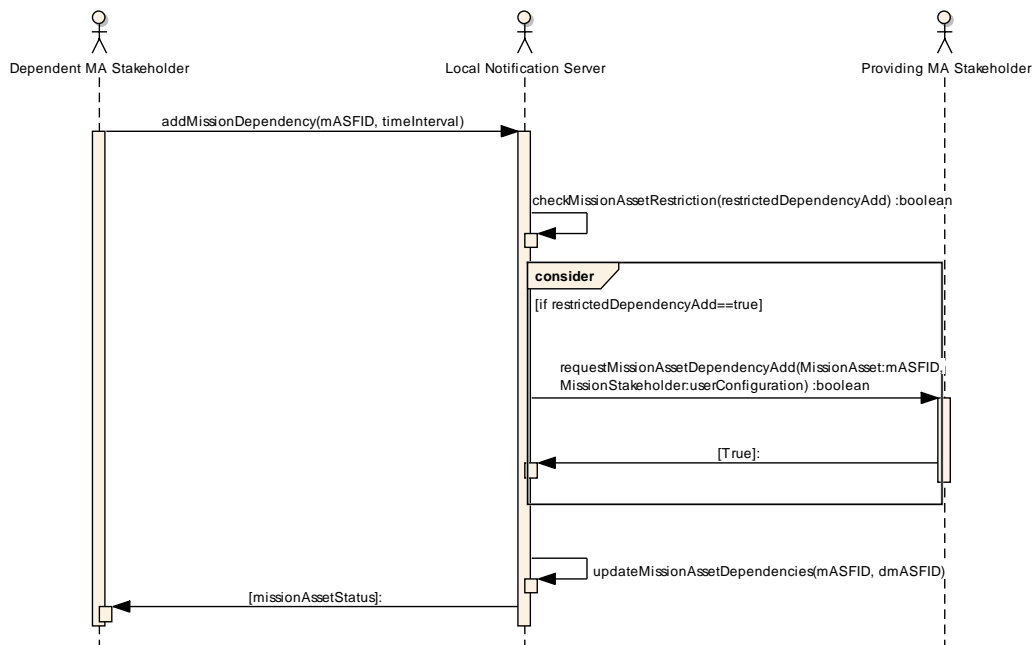 Dependent MA Stakeholder
Local Notification Server
Providing MA Stakeholder
addMissionDependency(mASFID, timeInterval)
checkMissionAssetRestriction(restrictedDependencyAdd) :boolean
consider
[if restrictedDependencyAdd==true]
requestMissionAssetDependencyAdd(MissionAsset:mASFID,
MissionStakeholder:userConfiguration) :boolean
[True]:
updateMissionAssetDependencies(mASFID, dmASFID)
[missionAssetStatus]: